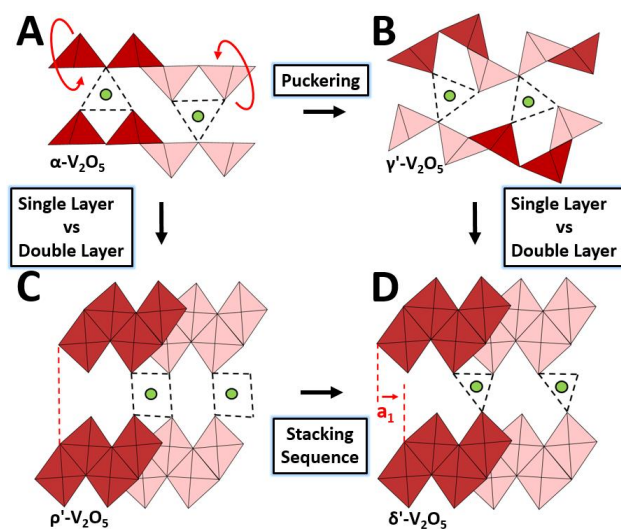 A
B
Puckering
α-V₂O₅
γ'-V₂O₅
Single Layer
vs
Double Layer
Single Layer
vs
Double Layer
C
D
a₁
Stacking
Sequence
ρ'-V₂O₅
δ'-V₂O₅